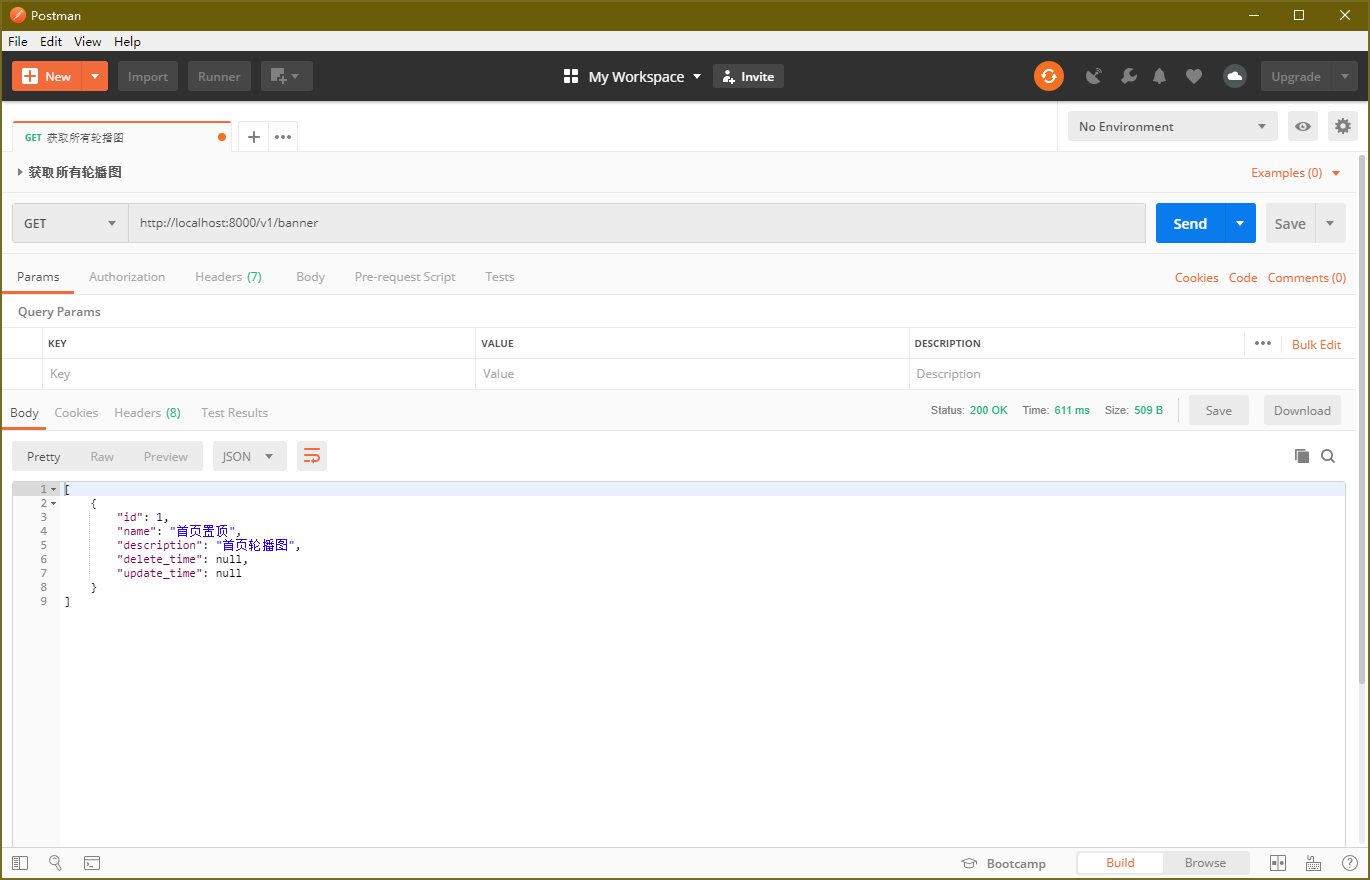 Postman
File Edit View Help
New Import Runner My Workspace Invite Upgrade
GET 获取所有轮播图 No Environment
获取所有轮播图 Examples (0)
GET http://localhost:8000/v1/banner Send Save
Params Authorization Headers (7) Body Pre-request Script Tests Cookies Code Comments (0)
Query Params
KEY VALUE DESCRIPTION Bulk Edit
Key Value Description
Body Cookies Headers (8) Test Results Status: 200 OK Time: 611 ms Size: 509 B Save Download
Pretty Raw Preview JSON
1 [
2 {
3 "id": 1,
4 "name": "首页置顶",
5 "description": "首页轮播图",
6 "delete_time": null,
7 "update_time": null
8 }
9 ]
Bootcamp Build Browse